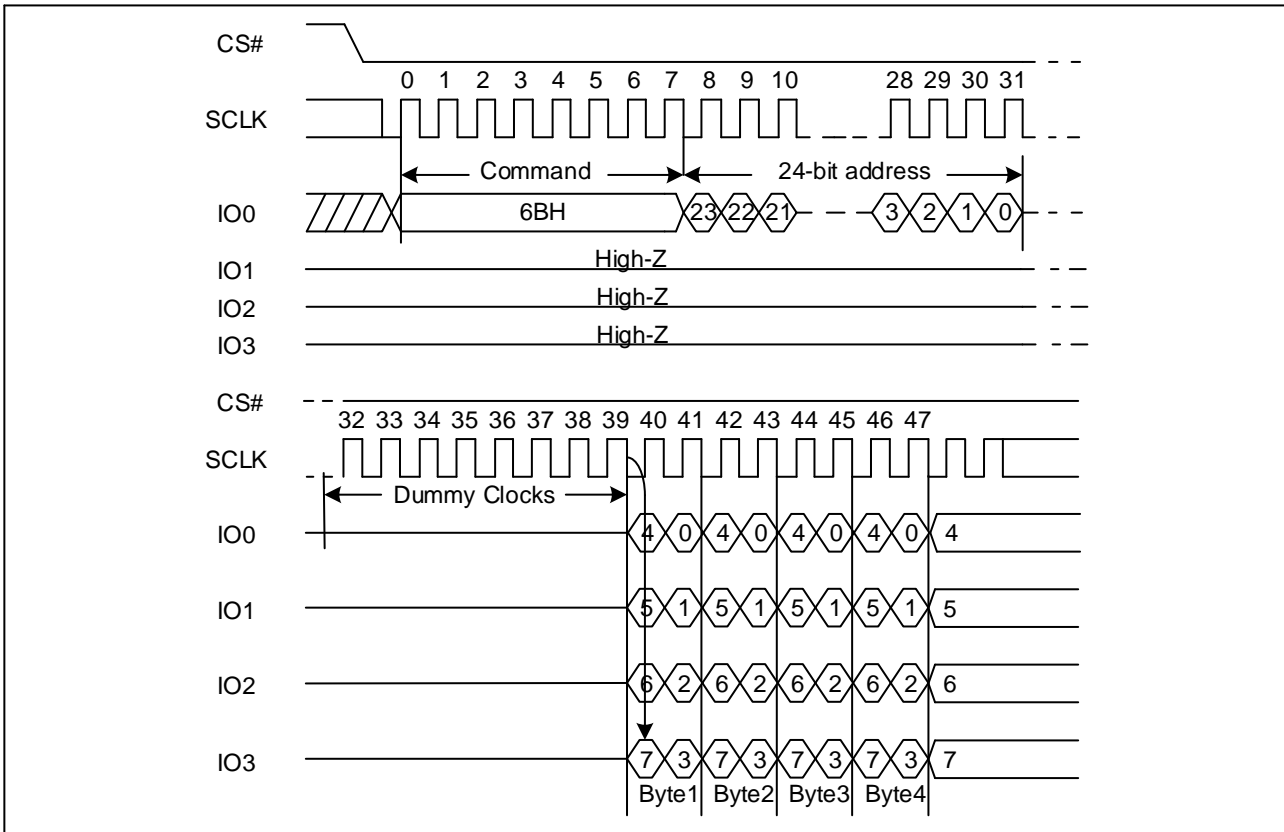 CS#
0 1 2 3 4 5 6 7 8 9 10 28 29 30 31
SCLK
Command 24-bit address
IO0 6BH 23 22 21 3 2 1 0
High-Z
IO1
High-Z
IO2
High-Z
IO3
CS#
32 33 34 35 36 37 38 39 40 41 42 43 44 45 46 47
SCLK
Dummy Clocks
IO0 4 0 4 0 4 0 4 0 4
IO1 5 1 5 1 5 1 5 1 5
IO2 6 2 6 2 6 2 6 2 6
IO3 7 3 7 3 7 3 7 3 7
Byte1 Byte2 Byte3 Byte4